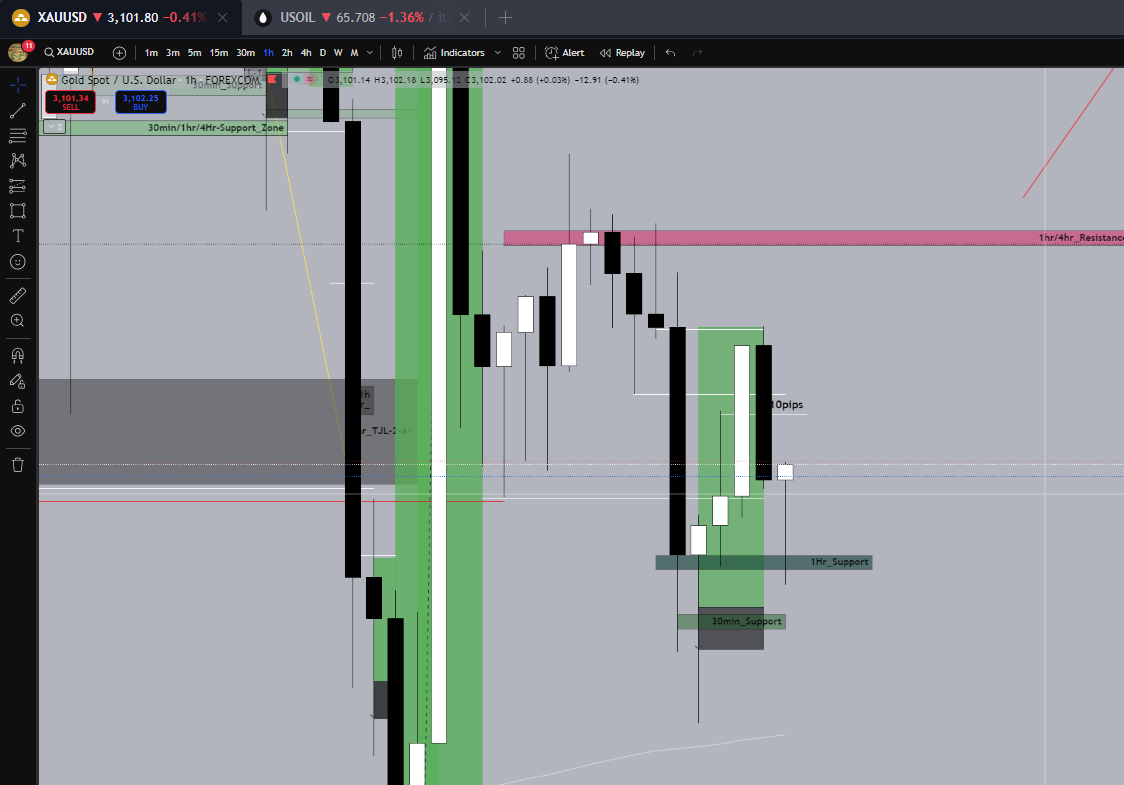 XAUUSD 3,101.80 −0.41% USOIL 65.708 −1.36%
11 XAUUSD 1m 3m 5m 15m 30m 1h 2h 4h D W M Indicators Alert Replay
Gold Spot / U.S. Dollar · 1h · FOREXCOM O3,101.14 H3,102.18 L3,095.12 C3,102.02 +0.88 (+0.03%) −12.91 (−0.41%)
30min_Support
3,101.34 91 3,102.25
SELL BUY
30min/1hr/4Hr-Support_Zone
1hr/4hr_Resistance
10pips
1Hr_Support
30min_Support